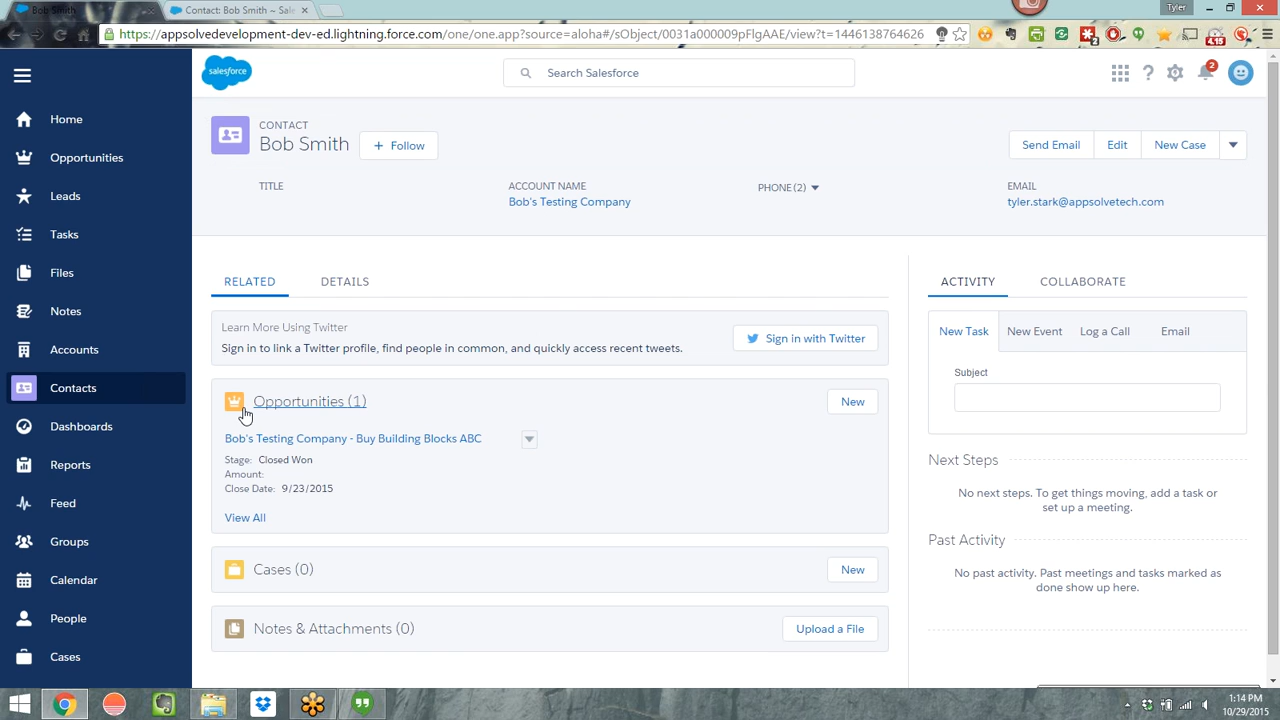 Bob Smith
Contact: Bob Smith ~ Sale
Tyler
https://appsolvedevelopment-dev-ed.lightning.force.com/one/one.app?source=aloha#/sObject/0031a000009pFlgAAE/view?t=1446138764626
salesforce
Search Salesforce
2
Home
Opportunities
Leads
Tasks
Files
Notes
Accounts
Contacts
Dashboards
Reports
Feed
Groups
Calendar
People
Cases
CONTACT
Bob Smith
+ Follow
Send Email
Edit
New Case
TITLE
ACCOUNT NAME
Bob's Testing Company
PHONE(2)
EMAIL
tyler.stark@appsolvetech.com
RELATED
DETAILS
Learn More Using Twitter
Sign in to link a Twitter profile, find people in common, and quickly access recent tweets.
Sign in with Twitter
Opportunities (1)
New
Bob's Testing Company - Buy Building Blocks ABC
Stage: Closed Won
Amount:
Close Date: 9/23/2015
View All
Cases (0)
New
Notes & Attachments (0)
Upload a File
ACTIVITY
COLLABORATE
New Task
New Event
Log a Call
Email
Subject
Next Steps
No next steps. To get things moving, add a task or
set up a meeting.
Past Activity
No past activity. Past meetings and tasks marked as
done show up here.
1:14 PM
10/29/2015